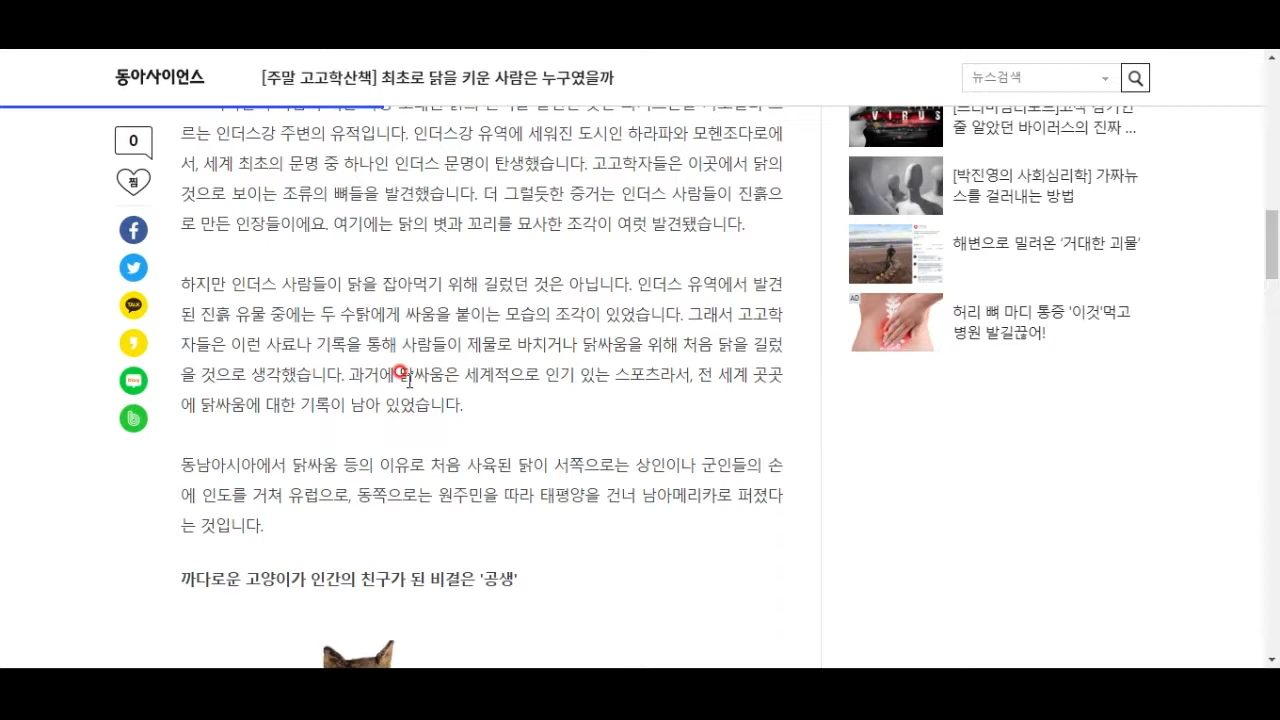 동아사이언스
[주말 고고학산책] 최초로 닭을 키운 사람은 누구였을까
뉴스검색
0
찜
르는 인더스강 주변의 유적입니다. 인더스강 유역에 세워진 도시인 하라파와 모헨조다로에
서, 세계 최초의 문명 중 하나인 인더스 문명이 탄생했습니다. 고고학자들은 이곳에서 닭의
것으로 보이는 조류의 뼈들을 발견했습니다. 더 그럴듯한 증거는 인더스 사람들이 진흙으
로 만든 인장들이에요. 여기에는 닭의 볏과 꼬리를 묘사한 조각이 여럿 발견됐습니다.
하지만 인더스 사람들이 닭을 잡아먹기 위해 길렀던 것은 아닙니다. 인더스 유역에서 발견
된 진흙 유물 중에는 두 수탉에게 싸움을 붙이는 모습의 조각이 있었습니다. 그래서 고고학
자들은 이런 사료나 기록을 통해 사람들이 제물로 바치거나 닭싸움을 위해 처음 닭을 길렀
을 것으로 생각했습니다. 과거에 닭싸움은 세계적으로 인기 있는 스포츠라서, 전 세계 곳곳
에 닭싸움에 대한 기록이 남아 있었습니다.
동남아시아에서 닭싸움 등의 이유로 처음 사육된 닭이 서쪽으로는 상인이나 군인들의 손
에 인도를 거쳐 유럽으로, 동쪽으로는 원주민을 따라 태평양을 건너 남아메리카로 퍼졌다
는 것입니다.
까다로운 고양이가 인간의 친구가 된 비결은 '공생'
TALK
blog
VIRUS
줄 알았던 바이러스의 진짜 ...
[박진영의 사회심리학] 가짜뉴
스를 걸러내는 방법
해변으로 밀려온 '거대한 괴물'
AD
허리 뼈 마디 통증 '이것'먹고
병원 발길끊어!